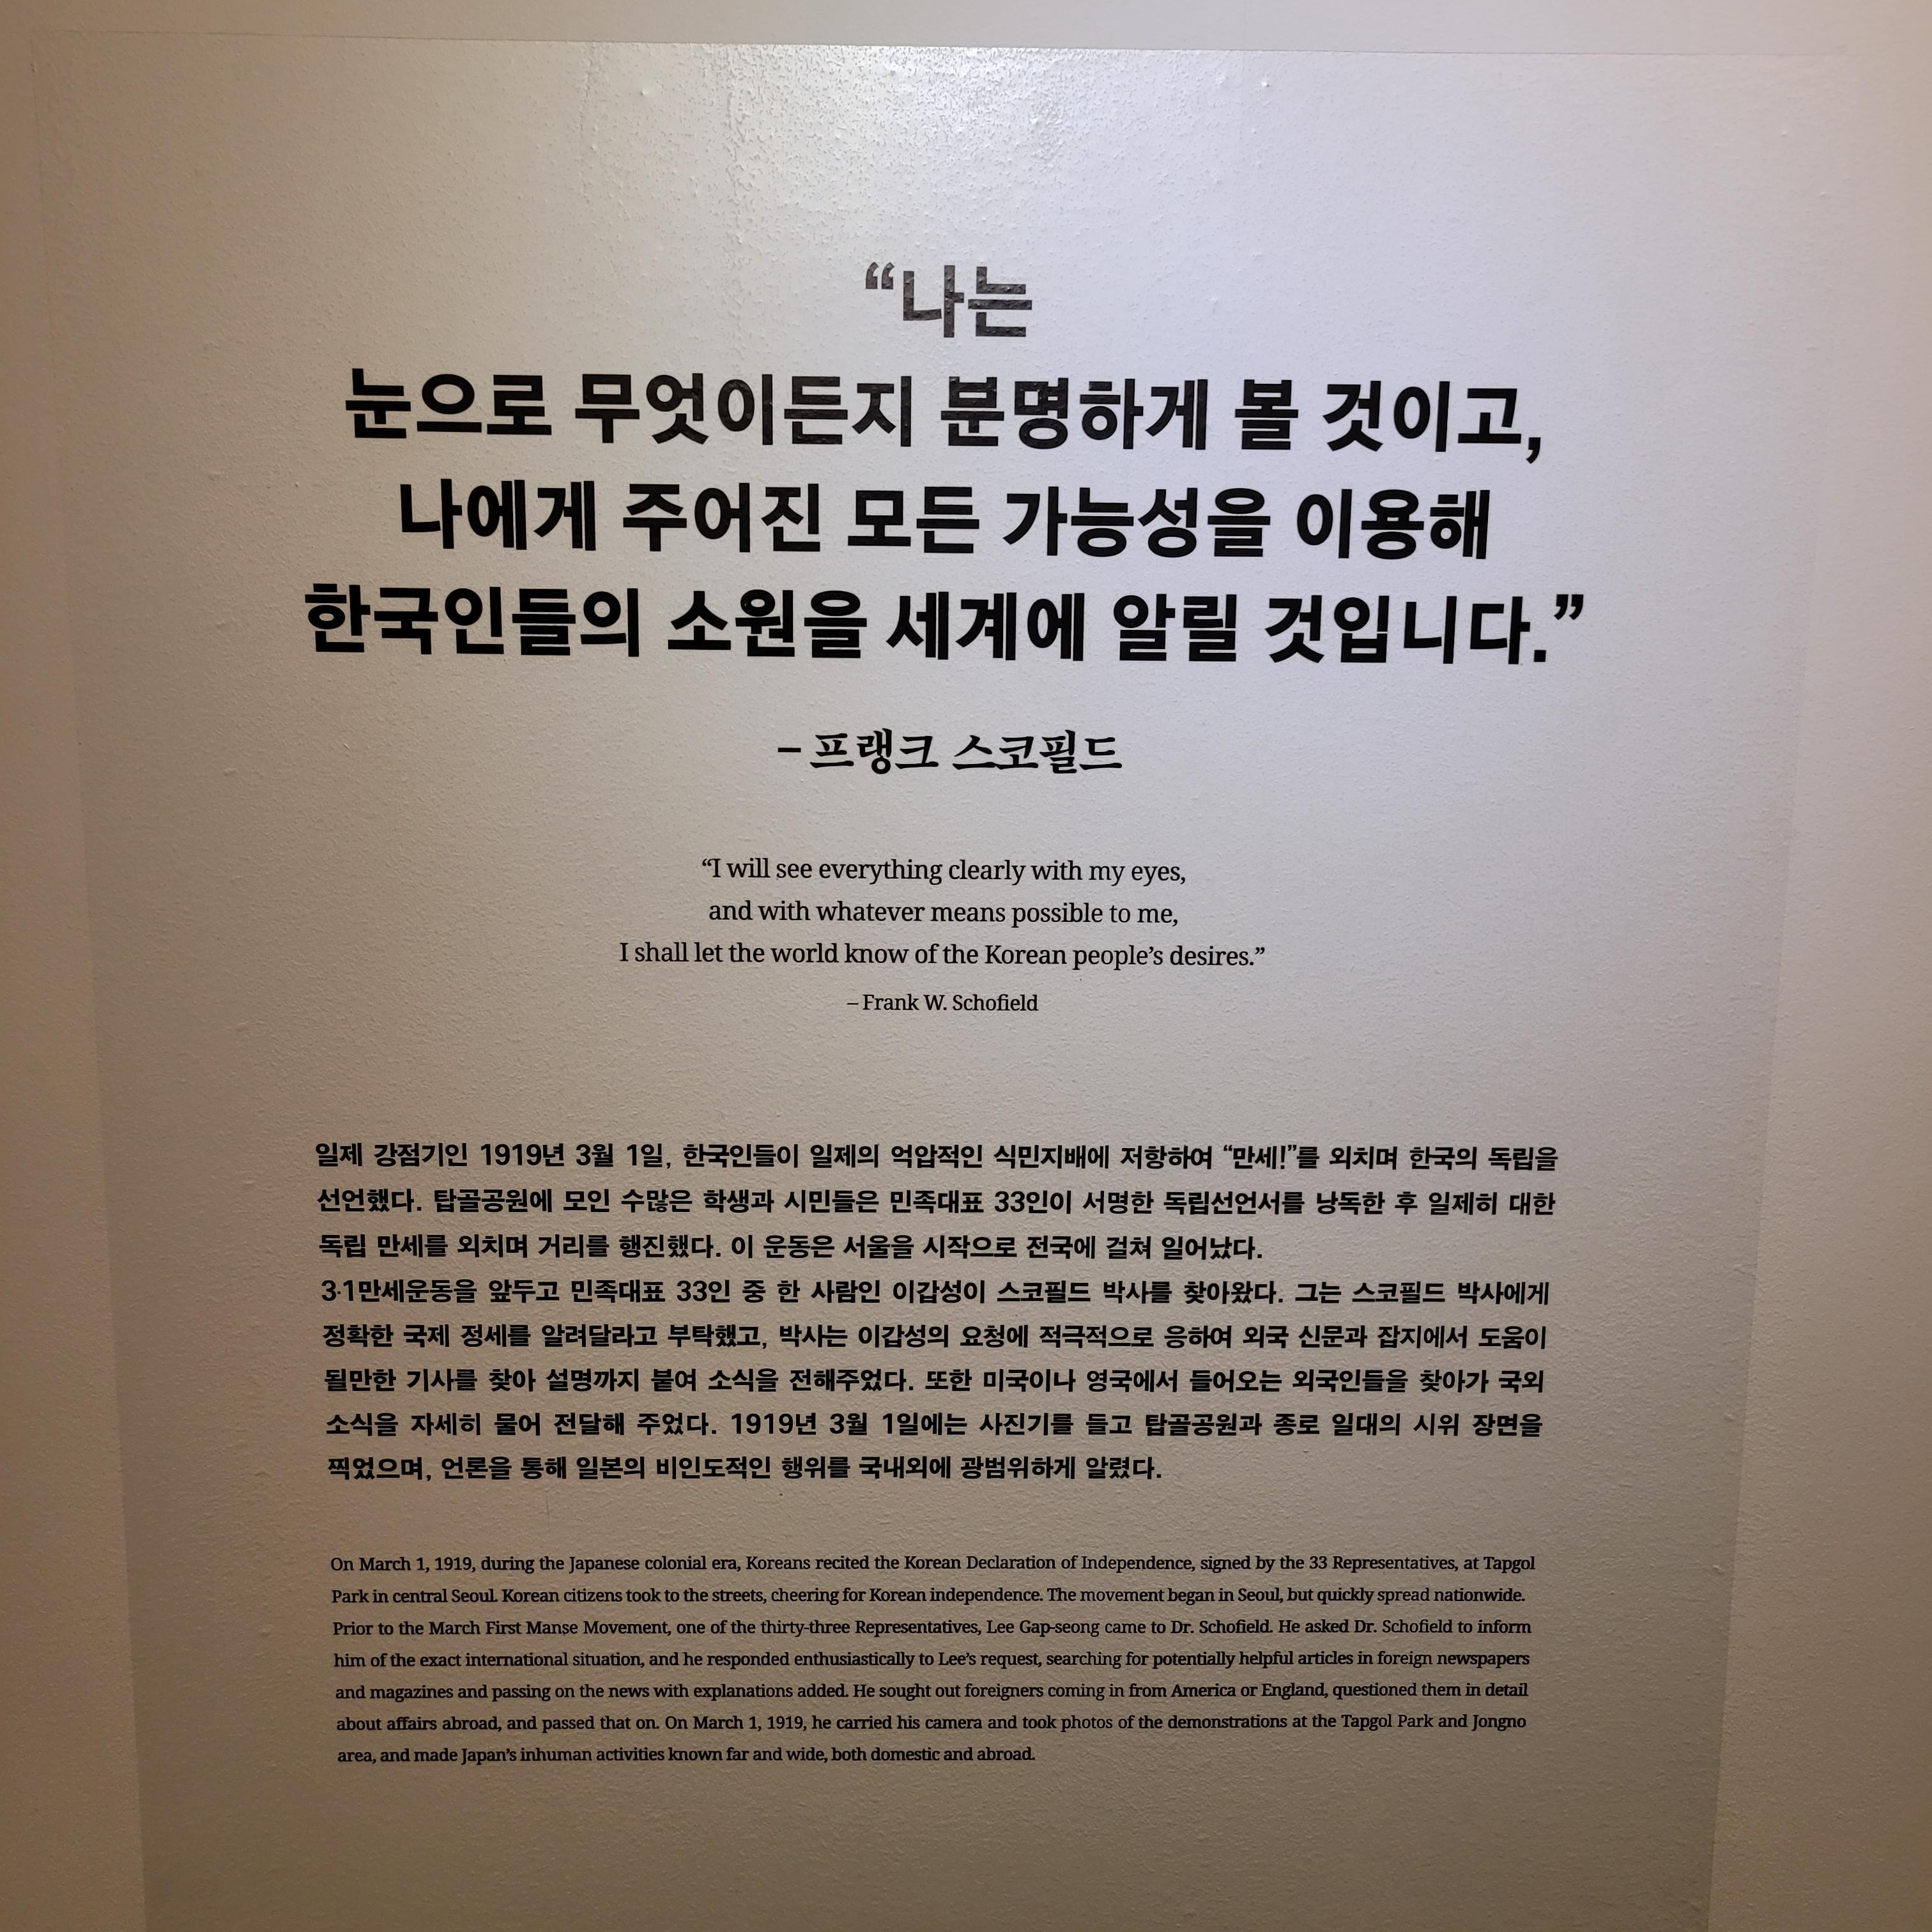 “나는
눈으로 무엇이든지 분명하게 볼 것이고,
나에게 주어진 모든 가능성을 이용해
한국인들의 소원을 세계에 알릴 것입니다.”
– 프랭크 스코필드
“I will see everything clearly with my eyes,
and with whatever means possible to me,
I shall let the world know of the Korean people’s desires.”
– Frank W. Schofield
일제 강점기인 1919년 3월 1일, 한국인들이 일제의 억압적인 식민지배에 저항하여 “만세!”를 외치며 한국의 독립을
선언했다. 탑골공원에 모인 수많은 학생과 시민들은 민족대표 33인이 서명한 독립선언서를 낭독한 후 일제히 대한
독립 만세를 외치며 거리를 행진했다. 이 운동은 서울을 시작으로 전국에 걸쳐 일어났다.
3·1만세운동을 앞두고 민족대표 33인 중 한 사람인 이갑성이 스코필드 박사를 찾아왔다. 그는 스코필드 박사에게
정확한 국제 정세를 알려달라고 부탁했고, 박사는 이갑성의 요청에 적극적으로 응하여 외국 신문과 잡지에서 도움이
될만한 기사를 찾아 설명까지 붙여 소식을 전해주었다. 또한 미국이나 영국에서 들어오는 외국인들을 찾아가 국외
소식을 자세히 물어 전달해 주었다. 1919년 3월 1일에는 사진기를 들고 탑골공원과 종로 일대의 시위 장면을
찍었으며, 언론을 통해 일본의 비인도적인 행위를 국내외에 광범위하게 알렸다.
On March 1, 1919, during the Japanese colonial era, Koreans recited the Korean Declaration of Independence, signed by the 33 Representatives, at Tapgol
Park in central Seoul. Korean citizens took to the streets, cheering for Korean independence. The movement began in Seoul, but quickly spread nationwide.
Prior to the March First Manse Movement, one of the thirty-three Representatives, Lee Gap-seong came to Dr. Schofield. He asked Dr. Schofield to inform
him of the exact international situation, and he responded enthusiastically to Lee’s request, searching for potentially helpful articles in foreign newspapers
and magazines and passing on the news with explanations added. He sought out foreigners coming in from America or England, questioned them in detail
about affairs abroad, and passed that on. On March 1, 1919, he carried his camera and took photos of the demonstrations at the Tapgol Park and Jongno
area, and made Japan’s inhuman activities known far and wide, both domestic and abroad.